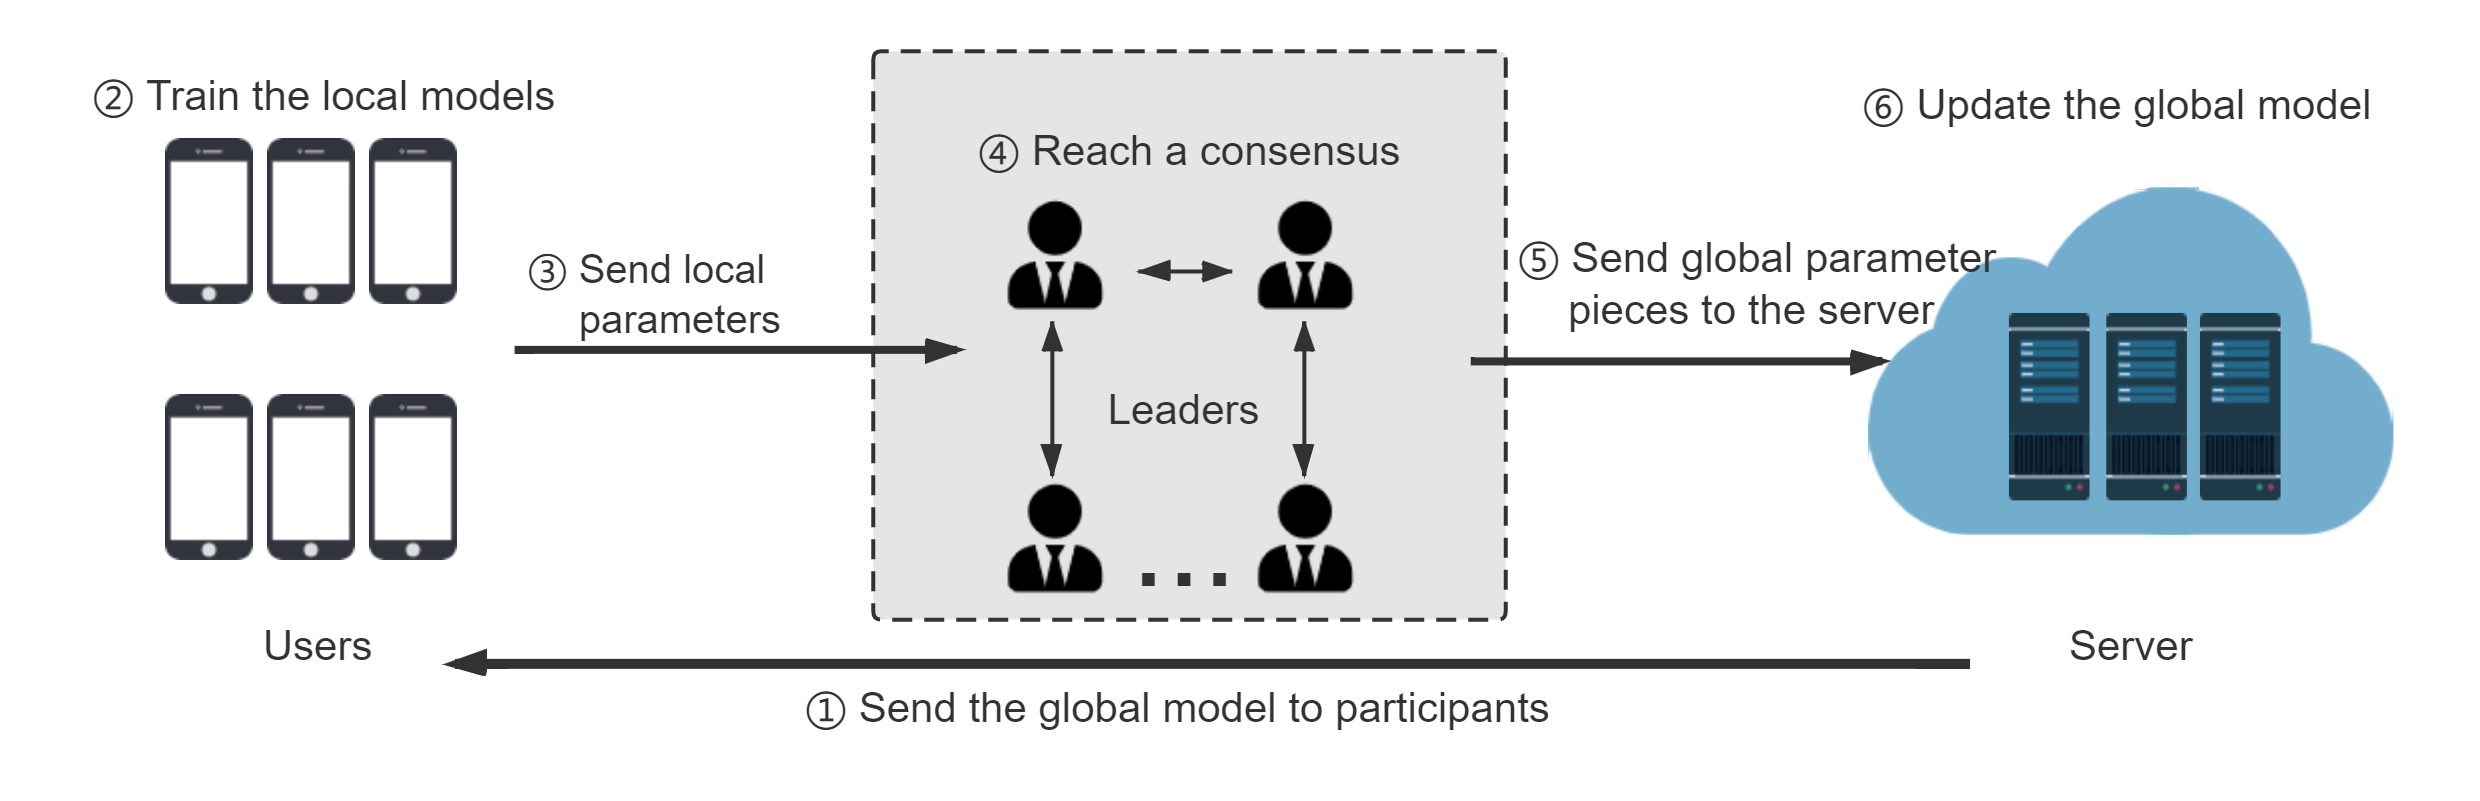 ② Train the local models
⑥ Update the global model
④ Reach a consensus
③ Send local
parameters
⑤ Send global parameter
pieces to the server
Leaders
...
Users
Server
① Send the global model to participants